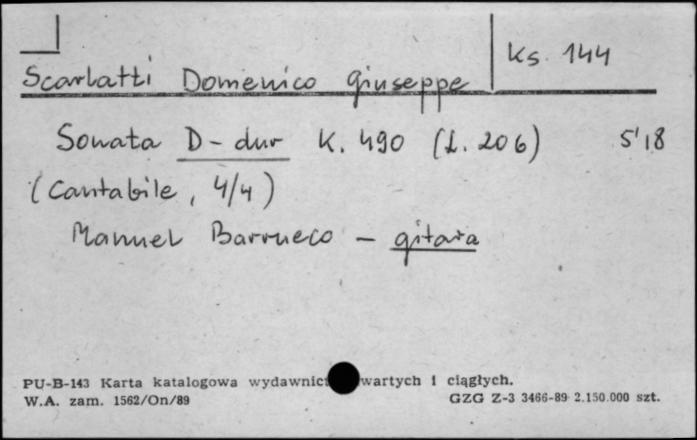 Ks. 144
Scarlatti Domenico Giuseppe
Sonata D-dur K. 490 (L. 206) 5'18
(Cantabile, 4/4)
Manuel Barrueco - gitara
PU-B-143 Karta katalogowa wydawnict wartych i ciągłych.
W.A. zam. 1562/On/89 GZG Z-3 3466-89 2.150.000 szt.